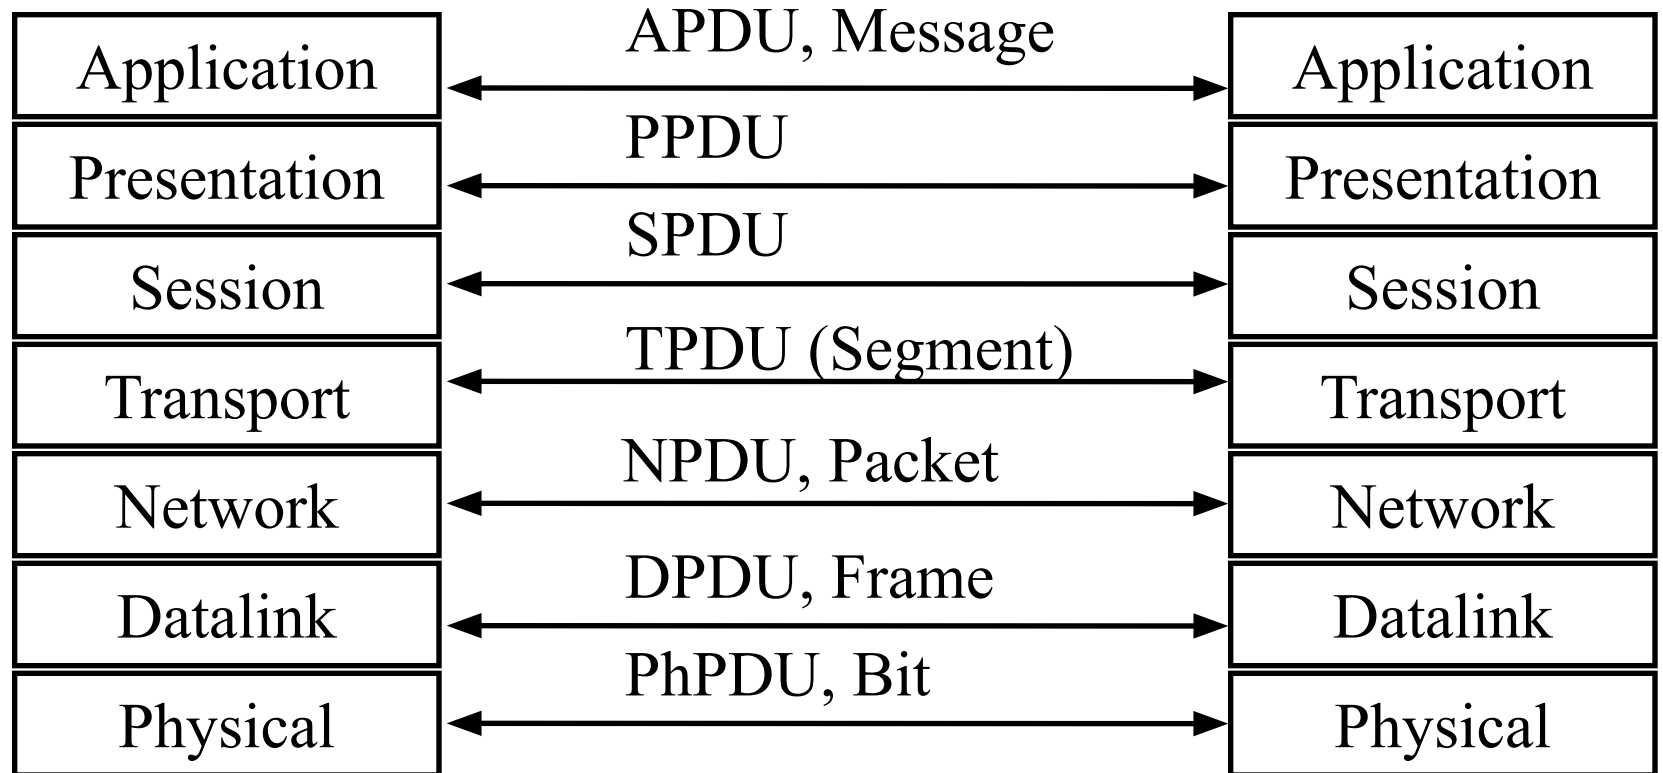 APDU, Message
Application
Application
PPDU
Presentation
Presentation
SPDU
Session
Session
TPDU (Segment)
Transport
Transport
NPDU, Packet
Network
Network
DPDU, Frame
Datalink
Datalink
PhPDU, Bit
Physical
Physical